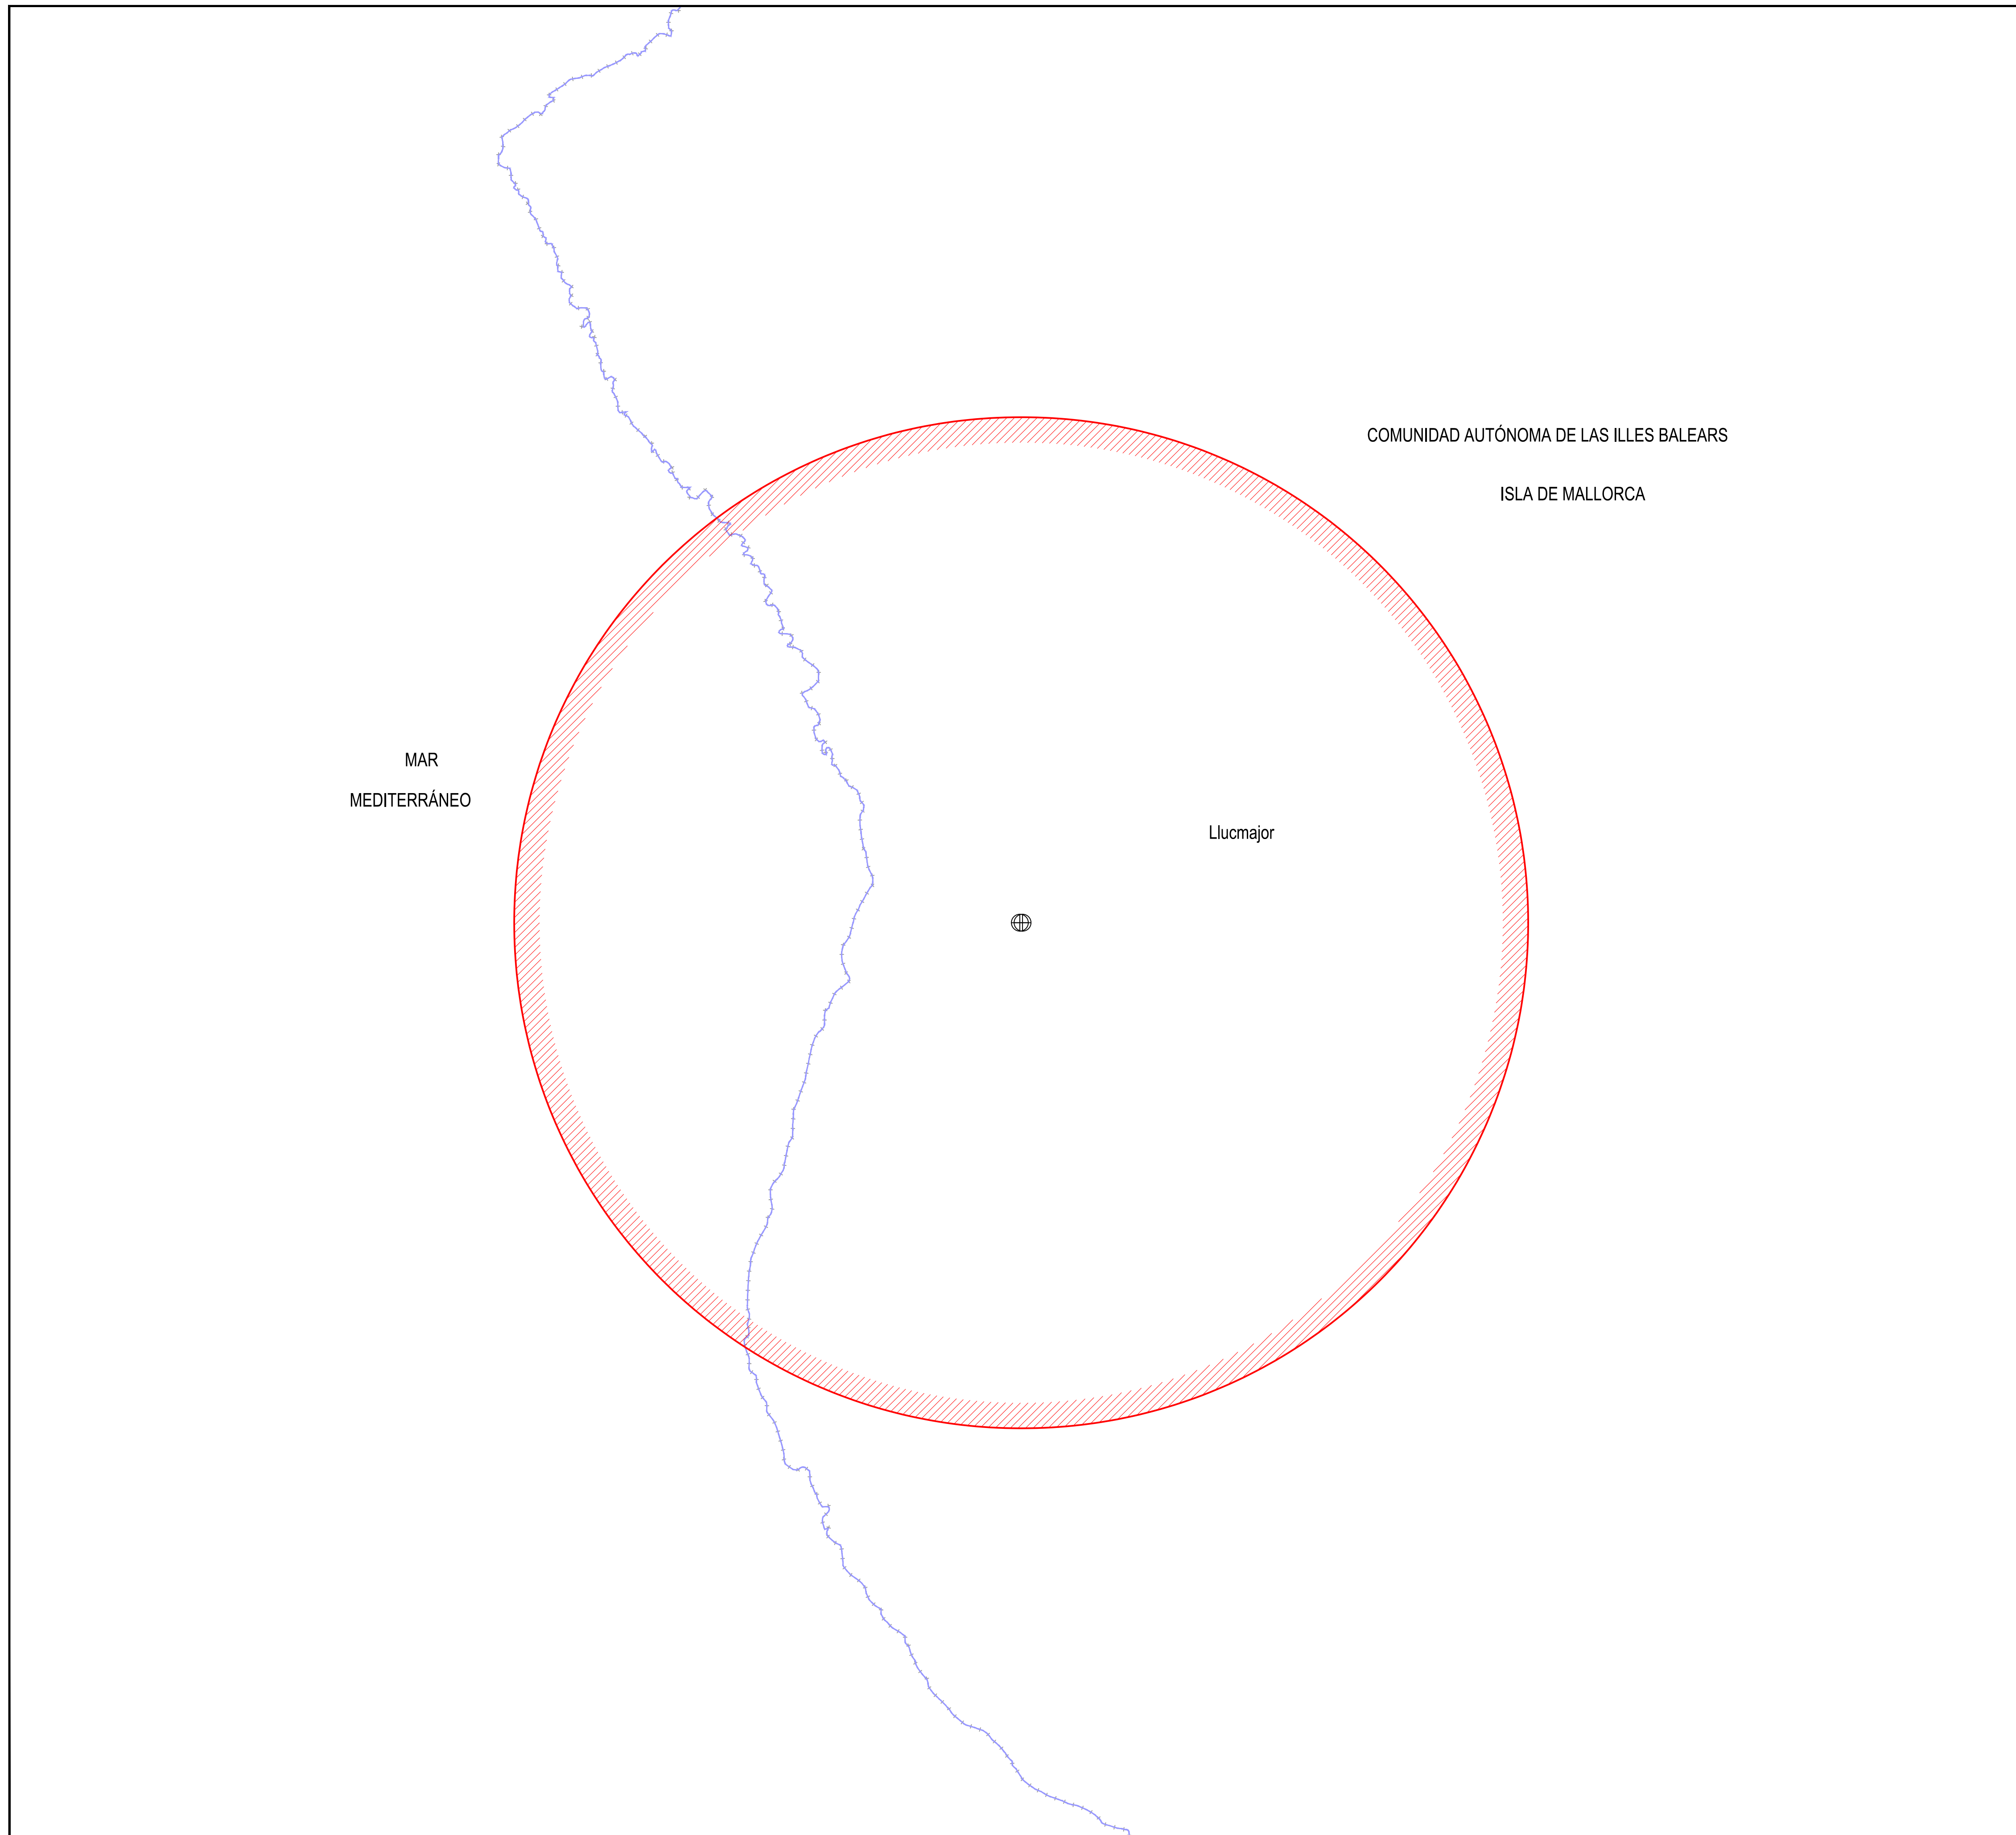 COMUNIDAD AUTÓNOMA DE LAS ILLES BALEARS
ISLA DE MALLORCA
MAR
MEDITERRÁNEO
Llucmajor